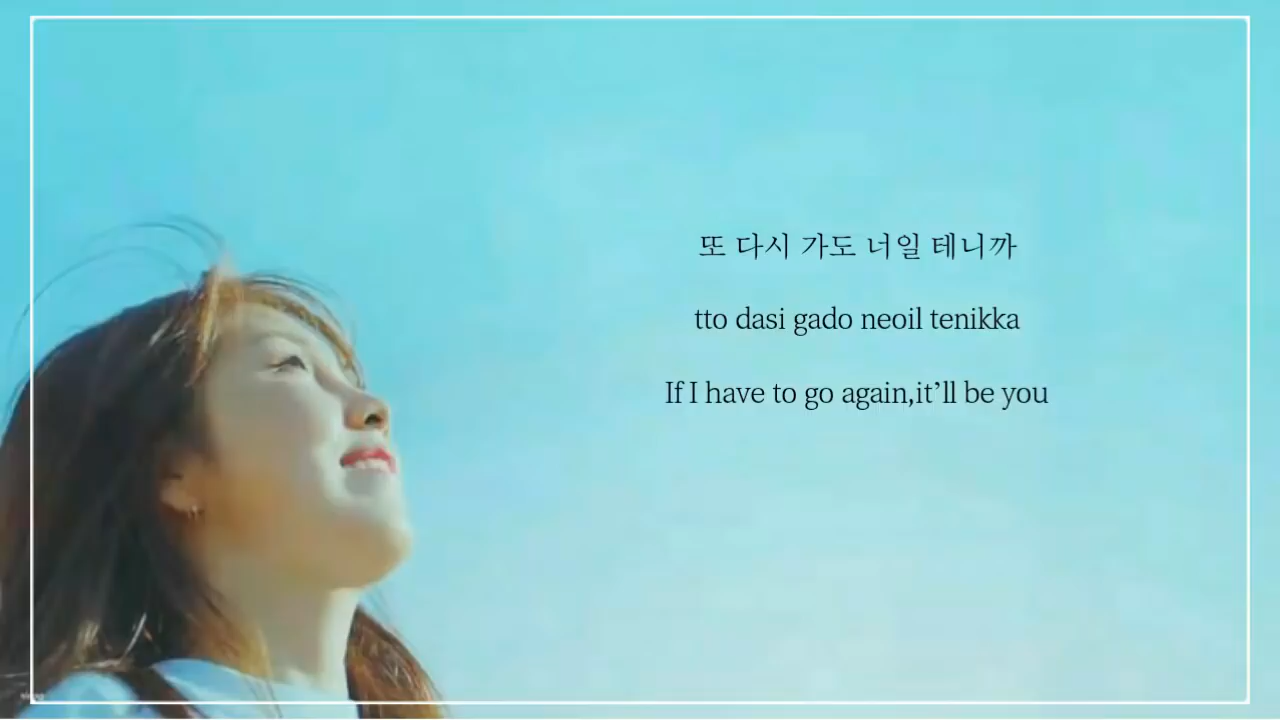 또 다시 가도 너일 테니까
tto dasi gado neoil tenikka
If I have to go again,it’ll be you